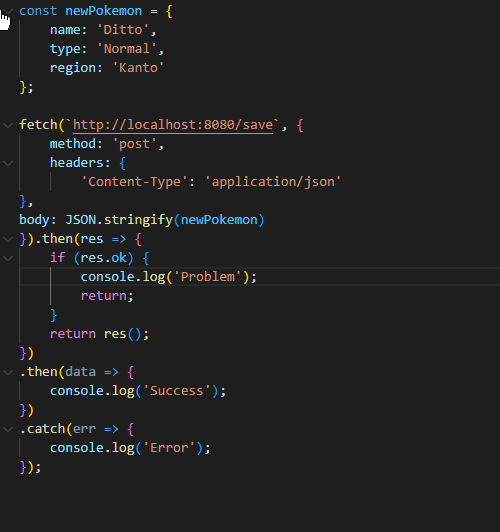 const newPokemon = {
    name: 'Ditto',
    type: 'Normal',
    region: 'Kanto'
};

fetch(`http://localhost:8080/save`, {
    method: 'post',
    headers: {
        'Content-Type': 'application/json'
},
body: JSON.stringify(newPokemon)
}).then(res => {
    if (res.ok) {
        console.log('Problem');
        return;
    }
    return res();
})
.then(data => {
    console.log('Success');
})
.catch(err => {
    console.log('Error');
});